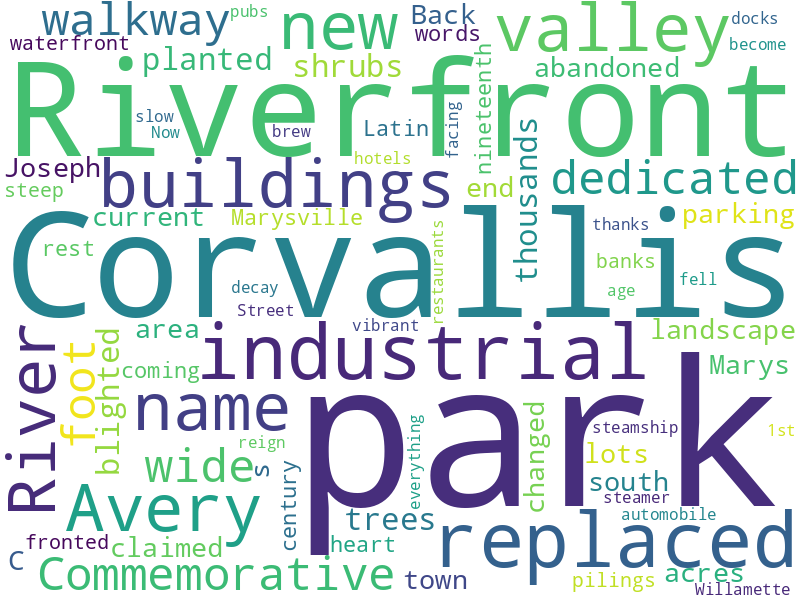 pubs
walkway
new
Back
valley
docks
waterfront
words
become
planted
shrubs
abandoned
Riverfront
slow
Now
brew
Latin
facing
nineteenth
Joseph
hotels
steep
buildings
end
thousands
dedicated
current
Marysville
parking
Corvallis
rest
restaurants
thanks
banks
decay
fell
age
Street
vibrant
area
industrial
landscape
River
foot
blighted
coming
Marys
name
park
changed
everything
steamship
1st
reign
lots
wide
s
century
south
steamer
Avery
trees
replaced
automobile
C
fronted
claimed
heart
Commemorative
town
pilings
acres
Willamette